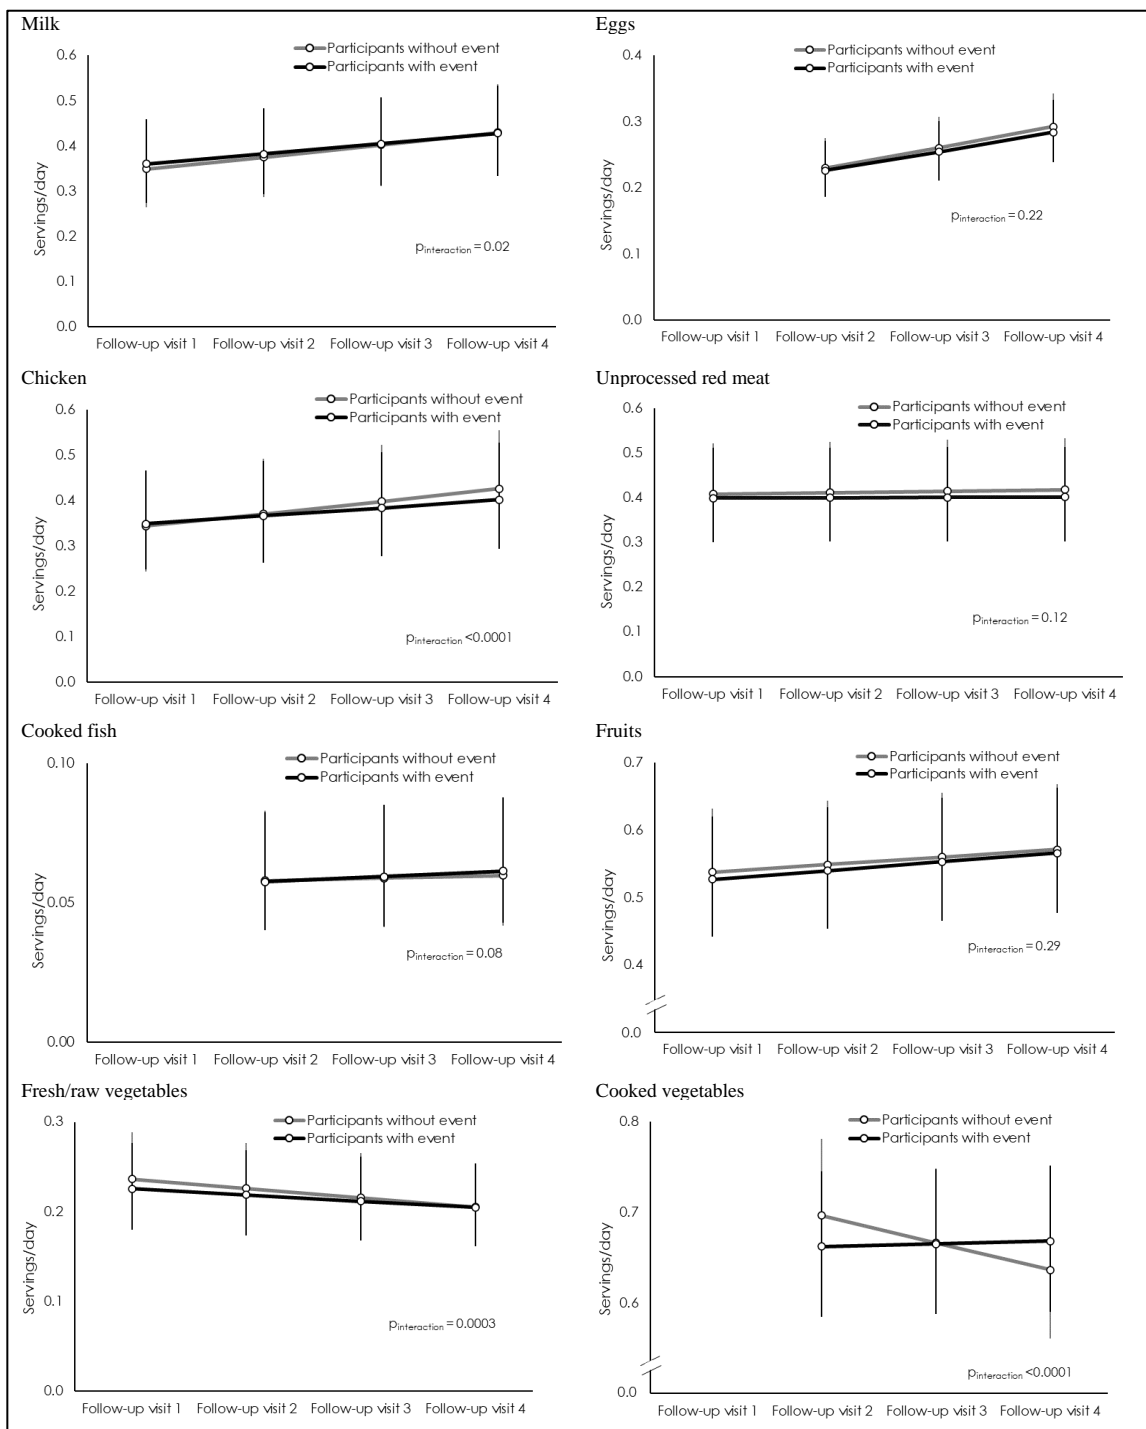 Milk
Participants without event
Participants with event
0.6
0.5
0.4
0.3
0.2
0.1
0.0
Servings/day
pinteraction = 0.02
Follow-up visit 1 Follow-up visit 2 Follow-up visit 3 Follow-up visit 4
Eggs
Participants without event
Participants with event
0.4
0.3
0.2
0.1
0.0
Servings/day
pinteraction = 0.22
Follow-up visit 1 Follow-up visit 2 Follow-up visit 3 Follow-up visit 4
Chicken
Participants without event
Participants with event
0.6
0.5
0.4
0.3
0.2
0.1
0.0
Servings/day
pinteraction <0.0001
Follow-up visit 1 Follow-up visit 2 Follow-up visit 3 Follow-up visit 4
Unprocessed red meat
Participants without event
Participants with event
0.6
0.5
0.4
0.3
0.2
0.1
0.0
Servings/day
pinteraction = 0.12
Follow-up visit 1 Follow-up visit 2 Follow-up visit 3 Follow-up visit 4
Cooked fish
Participants without event
Participants with event
0.10
0.05
0.00
Servings/day
pinteraction = 0.08
Follow-up visit 1 Follow-up visit 2 Follow-up visit 3 Follow-up visit 4
Fruits
Participants without event
Participants with event
0.7
0.6
0.5
0.4
0.0
Servings/day
pinteraction = 0.29
Follow-up visit 1 Follow-up visit 2 Follow-up visit 3 Follow-up visit 4
Fresh/raw vegetables
Participants without event
Participants with event
0.3
0.2
0.1
0.0
Servings/day
pinteraction = 0.0003
Follow-up visit 1 Follow-up visit 2 Follow-up visit 3 Follow-up visit 4
Cooked vegetables
Participants without event
Participants with event
0.8
0.7
0.6
0.0
Servings/day
pinteraction <0.0001
Follow-up visit 1 Follow-up visit 2 Follow-up visit 3 Follow-up visit 4